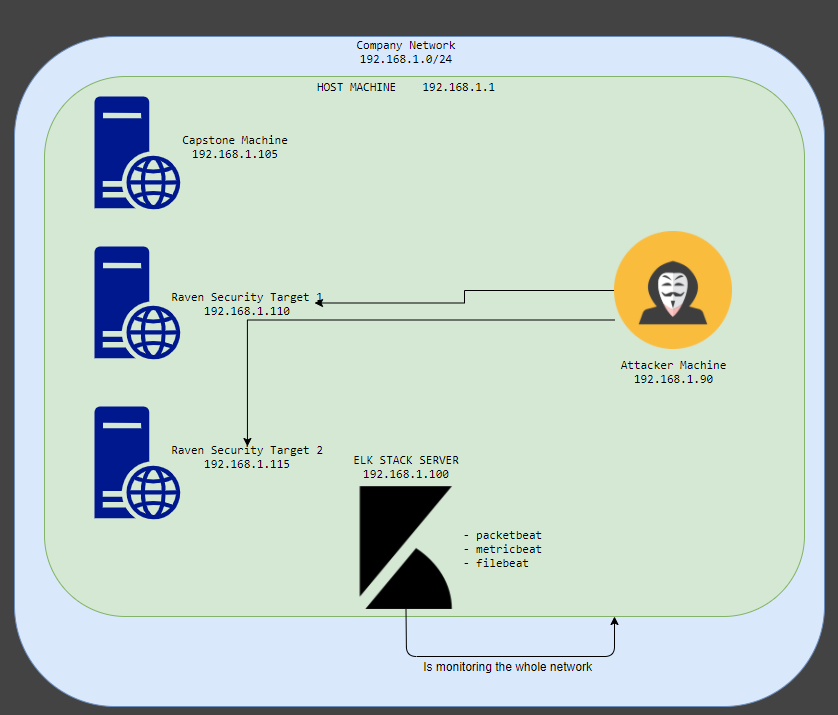 Company Network
192.168.1.0/24
HOST MACHINE 192.168.1.1
Capstone Machine
192.168.1.105
Raven Security Target 1
192.168.1.110
Attacker Machine
192.168.1.90
Raven Security Target 2
192.168.1.115
ELK STACK SERVER
192.168.1.100
- packetbeat
- metricbeat
- filebeat
Is monitoring the whole network